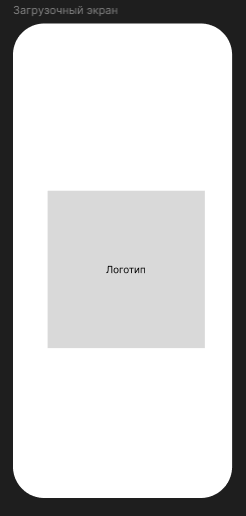 Загрузочный экран
Логотип